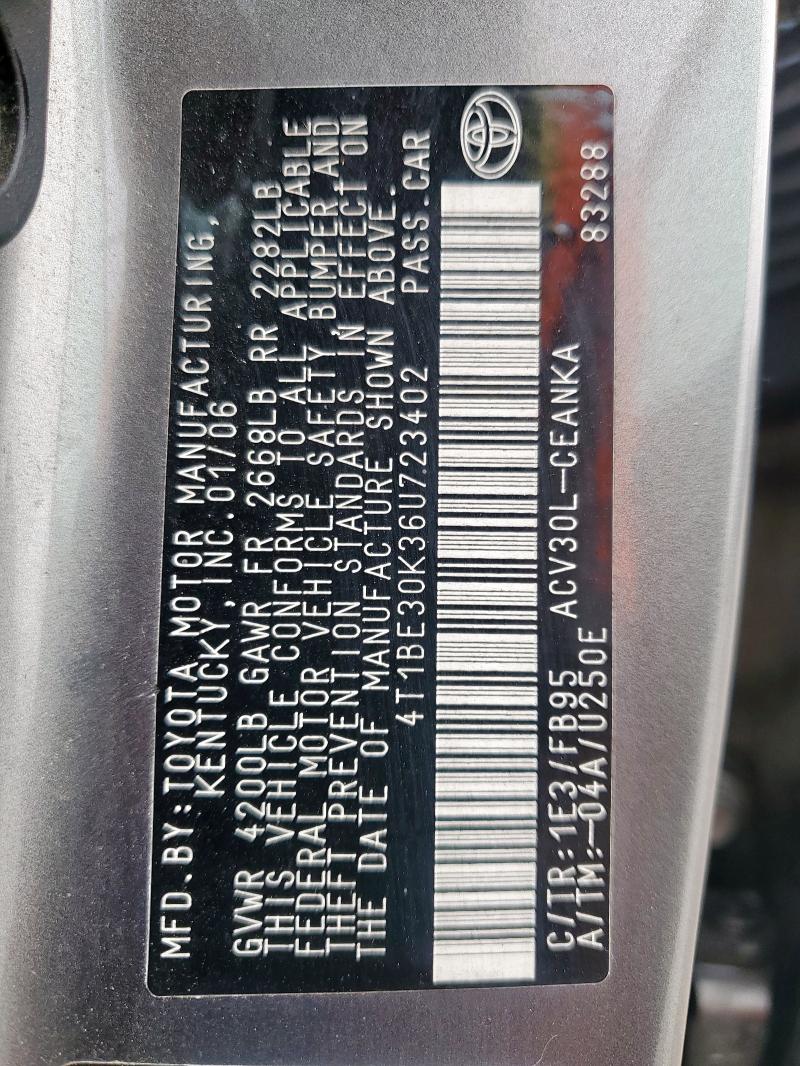 MFD.BY:TOYOTA MOTOR MANUFACTURING,
KENTUCKY, INC.01/06
GVWR 4200LB GAWR FR 2668LB RR 2282LB
THIS VEHICLE CONFORMS TO ALL APPLICABLE
FEDERAL MOTOR VEHICLE SAFETY, BUMPER AND
THEFT PREVENTION STANDARDS IN EFFECT ON
THE DATE OF MANUFACTURE SHOWN ABOVE.
4T1BE30K36U723402 PASS.CAR
C/TR:1E3/FB95 ACV30L-CEANKA 83288
A/TM:-04A/U250E